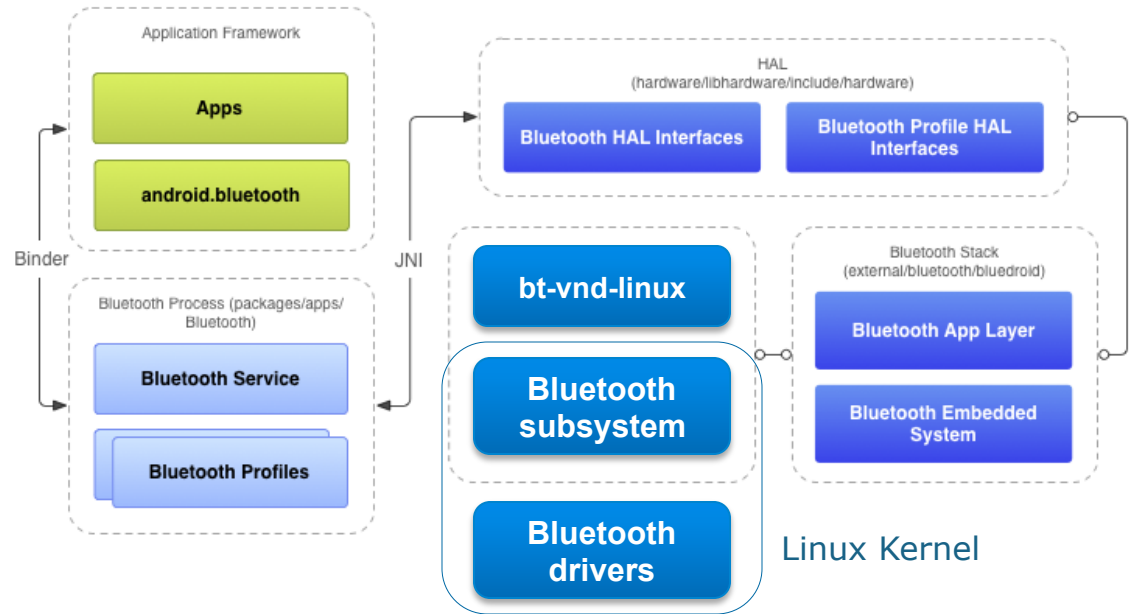 Application Framework
Apps
android.bluetooth
Binder
Bluetooth Process (packages/apps/
Bluetooth)
Bluetooth Service
Bluetooth Profiles
JNI
HAL
(hardware/libhardware/include/hardware)
Bluetooth HAL Interfaces
Bluetooth Profile HAL
Interfaces
bt-vnd-linux
Bluetooth
subsystem
Bluetooth
drivers
Bluetooth Stack
(external/bluetooth/bluedroid)
Bluetooth App Layer
Bluetooth Embedded
System
Linux Kernel